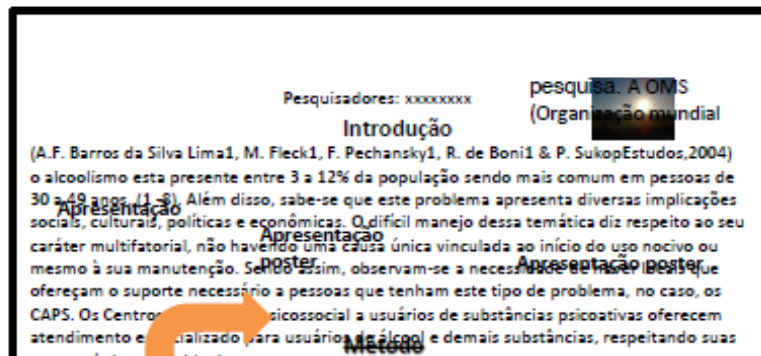 pesquisa. A OMS
Pesquisadores: xxxxxxxx
(Organização mundial
Introdução
(A.F. Barros da Silva Lima1, M. Fleck1, F. Pechansky1, R. de Boni1 & P. SukopEstudos,2004)
o alcoolismo esta presente entre 3 a 12% da população sendo mais comum em pessoas de
30 a 49 anos. (1-8). Além disso, sabe-se que este problema apresenta diversas implicações
Apresentação
sociais, culturais, políticas e econômicas. O difícil manejo dessa temática diz respeito ao seu
Apresentação
caráter multifatorial, não havendo uma causa única vinculada ao início do uso nocivo ou
poster
Apresentação poster
mesmo à sua manutenção. Sendo assim, observam-se a necessidade de haver locais que
ofereçam o suporte necessário a pessoas que tenham este tipo de problema, no caso, os
CAPS. Os Centros sicossocial a usuários de substâncias psicoativas oferecem
atendimento para usuários de álcool e demais substâncias, respeitando suas
Método